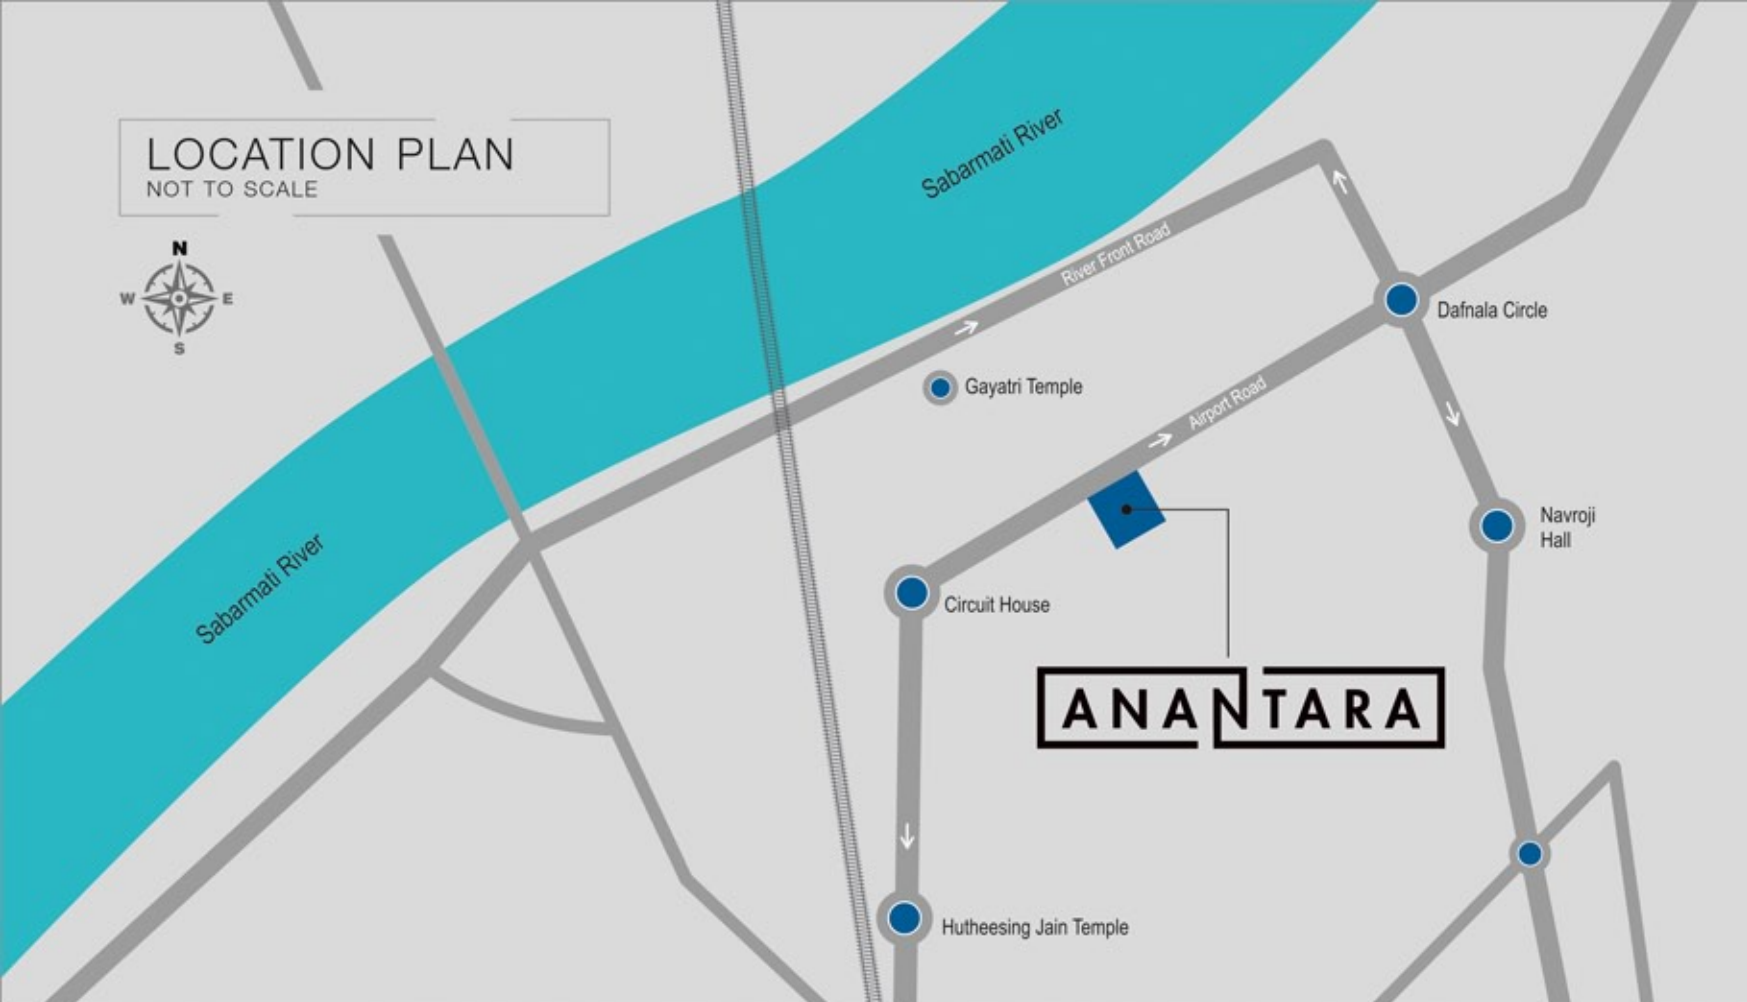 LOCATION PLAN
NOT TO SCALE
N
W
E
S
Sabarmati River
River Front Road
Dafnala Circle
Gayatri Temple
Airport Road
Navroji
Hall
Sabarmati River
Circuit House
ANANTARA
Hutheesing Jain Temple